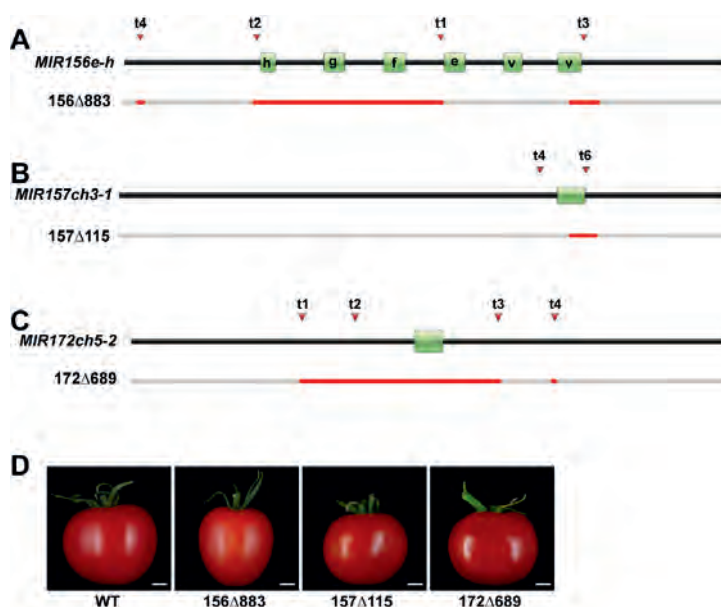 t4 t2 t1 t3
A
MIR156e-h h g f e v v
156Δ883
t4 t6
B
MIR157ch3-1
157Δ115
t1 t2 t3 t4
C
MIR172ch5-2
172Δ689
D
WT 156Δ883 157Δ115 172Δ689